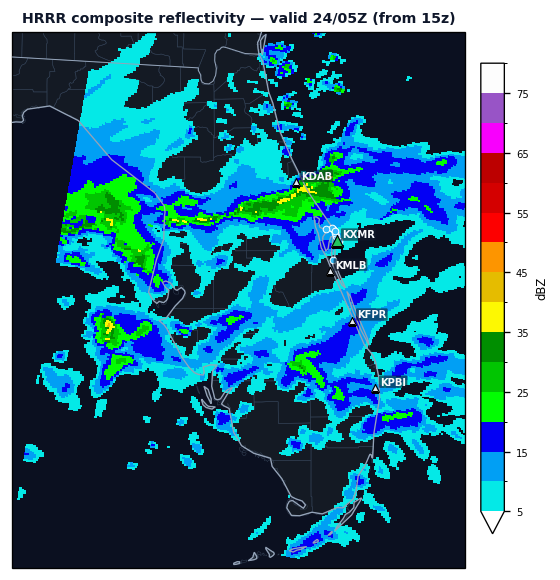 HRRR composite reflectivity — valid 24/05Z (from 15z)
KDAB
KXMR
KMLB
KFPR
KPBI
75
65
55
45
35
25
15
5
dBZ